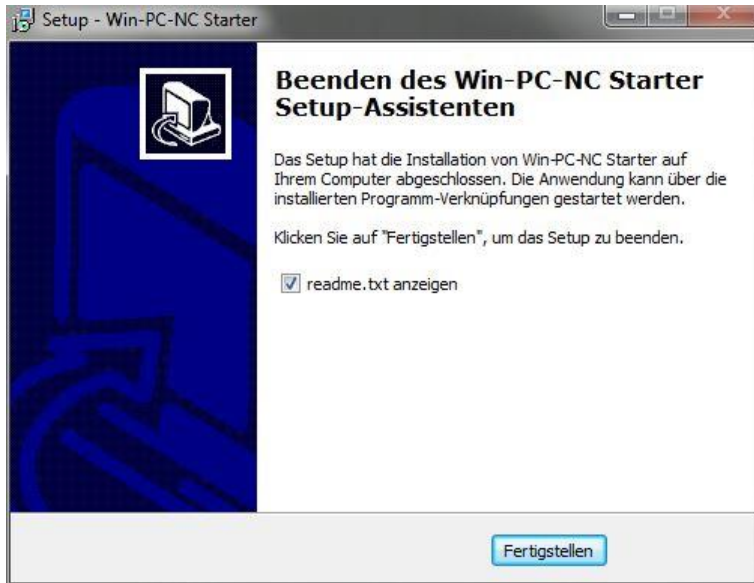 Setup - Win-PC-NC Starter
Beenden des Win-PC-NC Starter
Setup-Assistenten
Das Setup hat die Installation von Win-PC-NC Starter auf
Ihrem Computer abgeschlossen. Die Anwendung kann über die
installierten Programm-Verknüpfungen gestartet werden.
Klicken Sie auf "Fertigstellen", um das Setup zu beenden.
readme.txt anzeigen
Fertigstellen